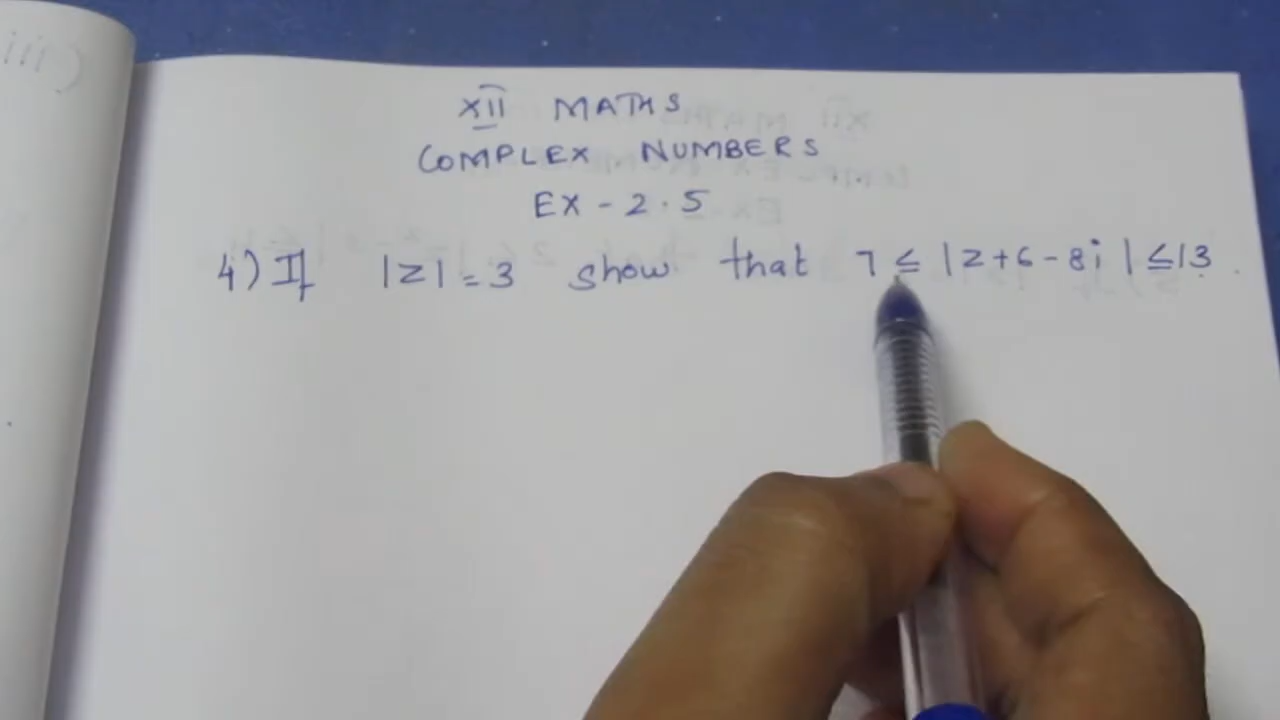 XII MATHS
COMPLEX NUMBERS
EX - 2.5
4) If |z| = 3 show that 7 ≤ |z+6-8i| ≤ 13